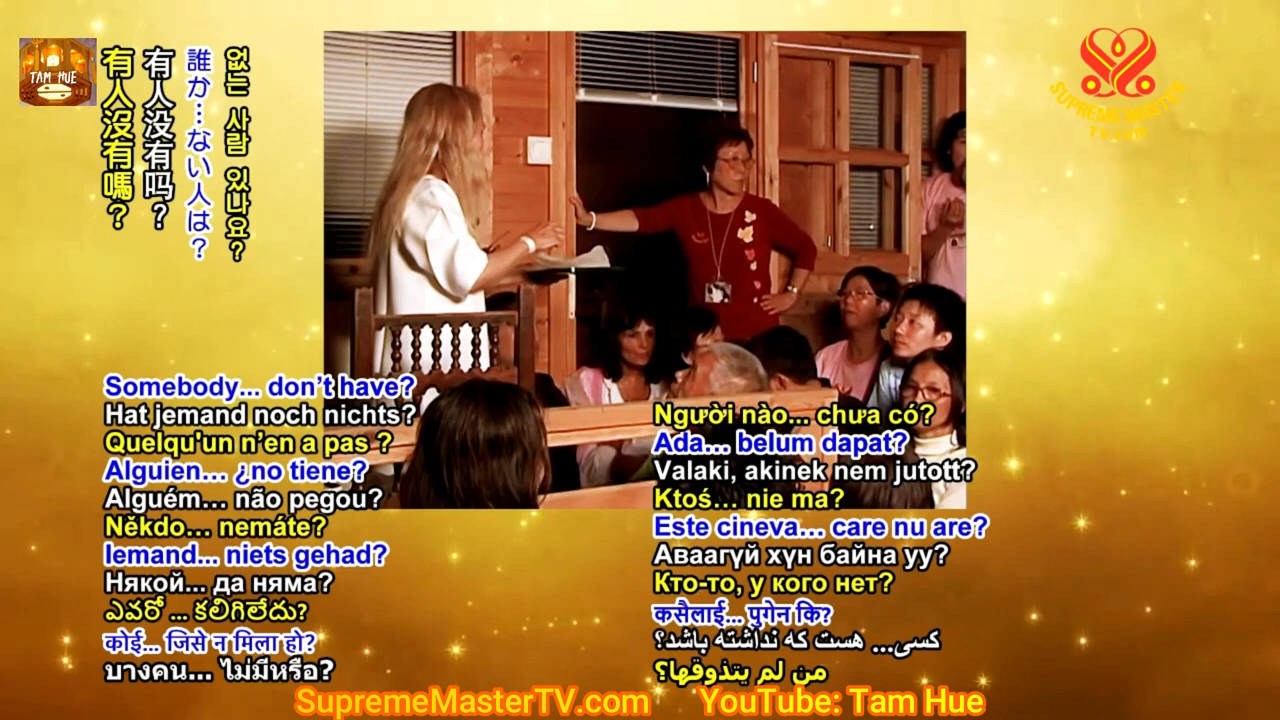 TAM HUE
有人沒有嗎？
有人没有吗？
誰か…ない人は？
없는 사람 있나요?
SUPREME MASTER
TV.com
Somebody... don't have?
Hat jemand noch nichts?
Quelqu'un n'en a pas ?
Alguien... ¿no tiene?
Alguém... não pegou?
Někdo... nemáte?
Iemand... niets gehad?
Някой... да няма?
ఎవరో ... కలిగిలేదు?
कोई... जिसे न मिला हो?
บางคน... ไม่มีหรือ?
Người nào... chưa có?
Ada... belum dapat?
Valaki, akinek nem jutott?
Ktoś... nie ma?
Este cineva... care nu are?
Аваагүй хүн байна уу?
Кто-то, у кого нет?
कसैलाई... पुगेन कि?
کسی... هست که نداشته باشد؟
من لم يتذوقها؟
SupremeMasterTV.com YouTube: Tam Hue